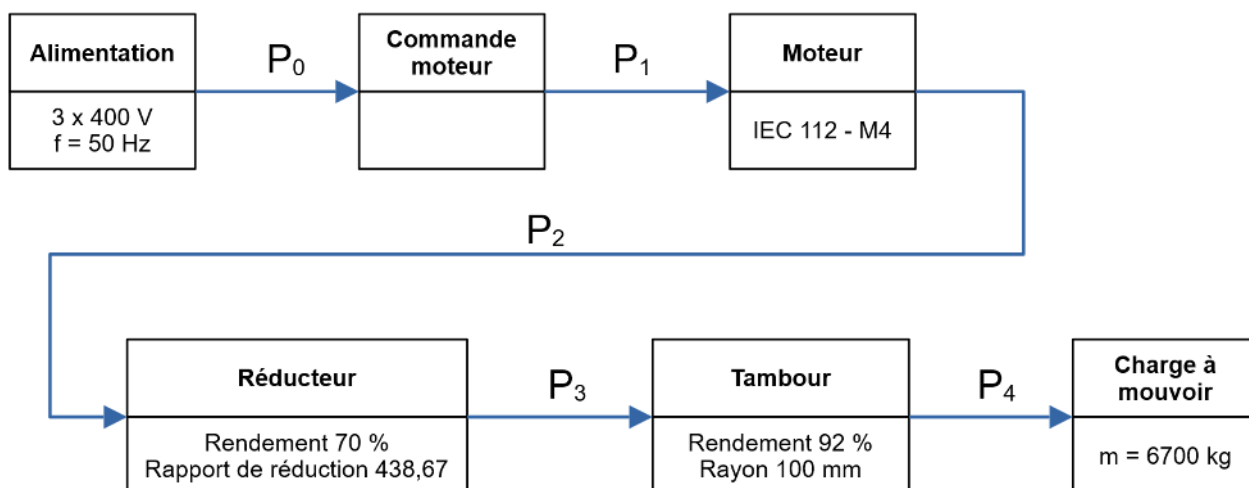 Alimentation
3 x 400 V
f = 50 Hz
P₀
Commande
moteur
P₁
Moteur
IEC 112 - M4
P₂
Réducteur
Rendement 70 %
Rapport de réduction 438,67
P₃
Tambour
Rendement 92 %
Rayon 100 mm
P₄
Charge à
mouvoir
m = 6700 kg